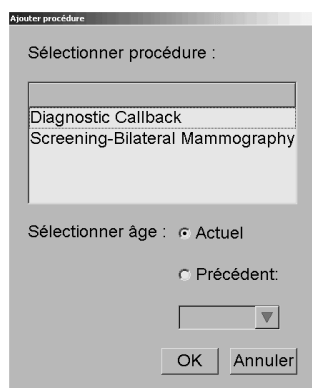 Ajouter procédure
Sélectionner procédure :
Diagnostic Callback
Screening-Bilateral Mammography
Sélectionner âge :
Actuel
Précédent:
OK
Annuler